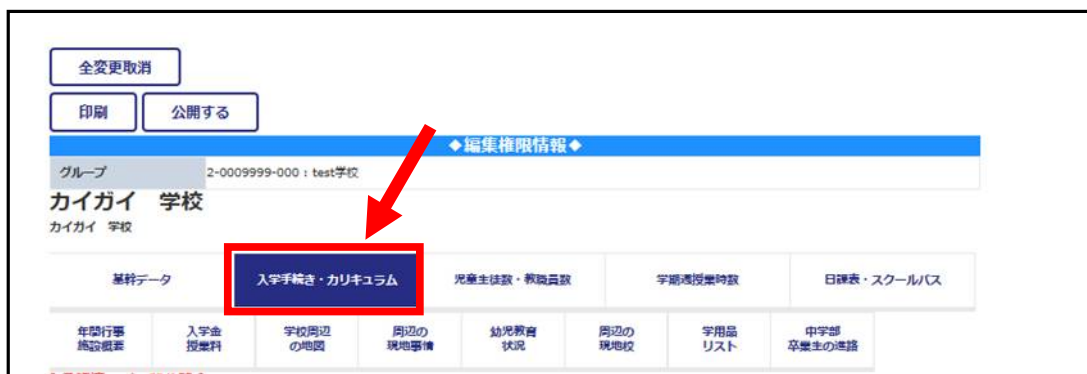 全変更取消
印刷 公開する
◆編集権限情報◆
グループ 2-0009999-000 : test学校
カイガイ 学校
カイガイ 学校
基幹データ 入学手続き・カリキュラム 児童生徒数・教職員数 学期週授業時数 日課表・スクールバス
年間行事 入学金 学校周辺 周辺の 幼児教育 周辺の 学用品 中学部
施設概要 授業料 の地図 現地事情 状況 現地校 リスト 卒業生の進路